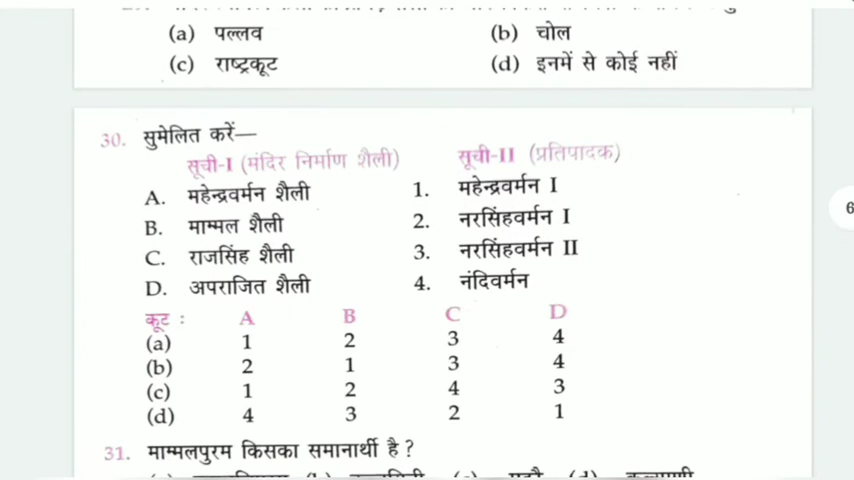 (a) पल्लव (b) चोल
(c) राष्ट्रकूट (d) इनमें से कोई नहीं
30. सुमेलित करें—
सूची-I (मंदिर निर्माण शैली) सूची-II (प्रतिपादक)
A. महेन्द्रवर्मन शैली 1. महेन्द्रवर्मन I
B. माम्मल शैली 2. नरसिंहवर्मन I
C. राजसिंह शैली 3. नरसिंहवर्मन II
D. अपराजित शैली 4. नंदिवर्मन
कूट : A B C D
(a) 1 2 3 4
(b) 2 1 3 4
(c) 1 2 4 3
(d) 4 3 2 1
31. माम्मलपुरम किसका समानार्थी है ?
6